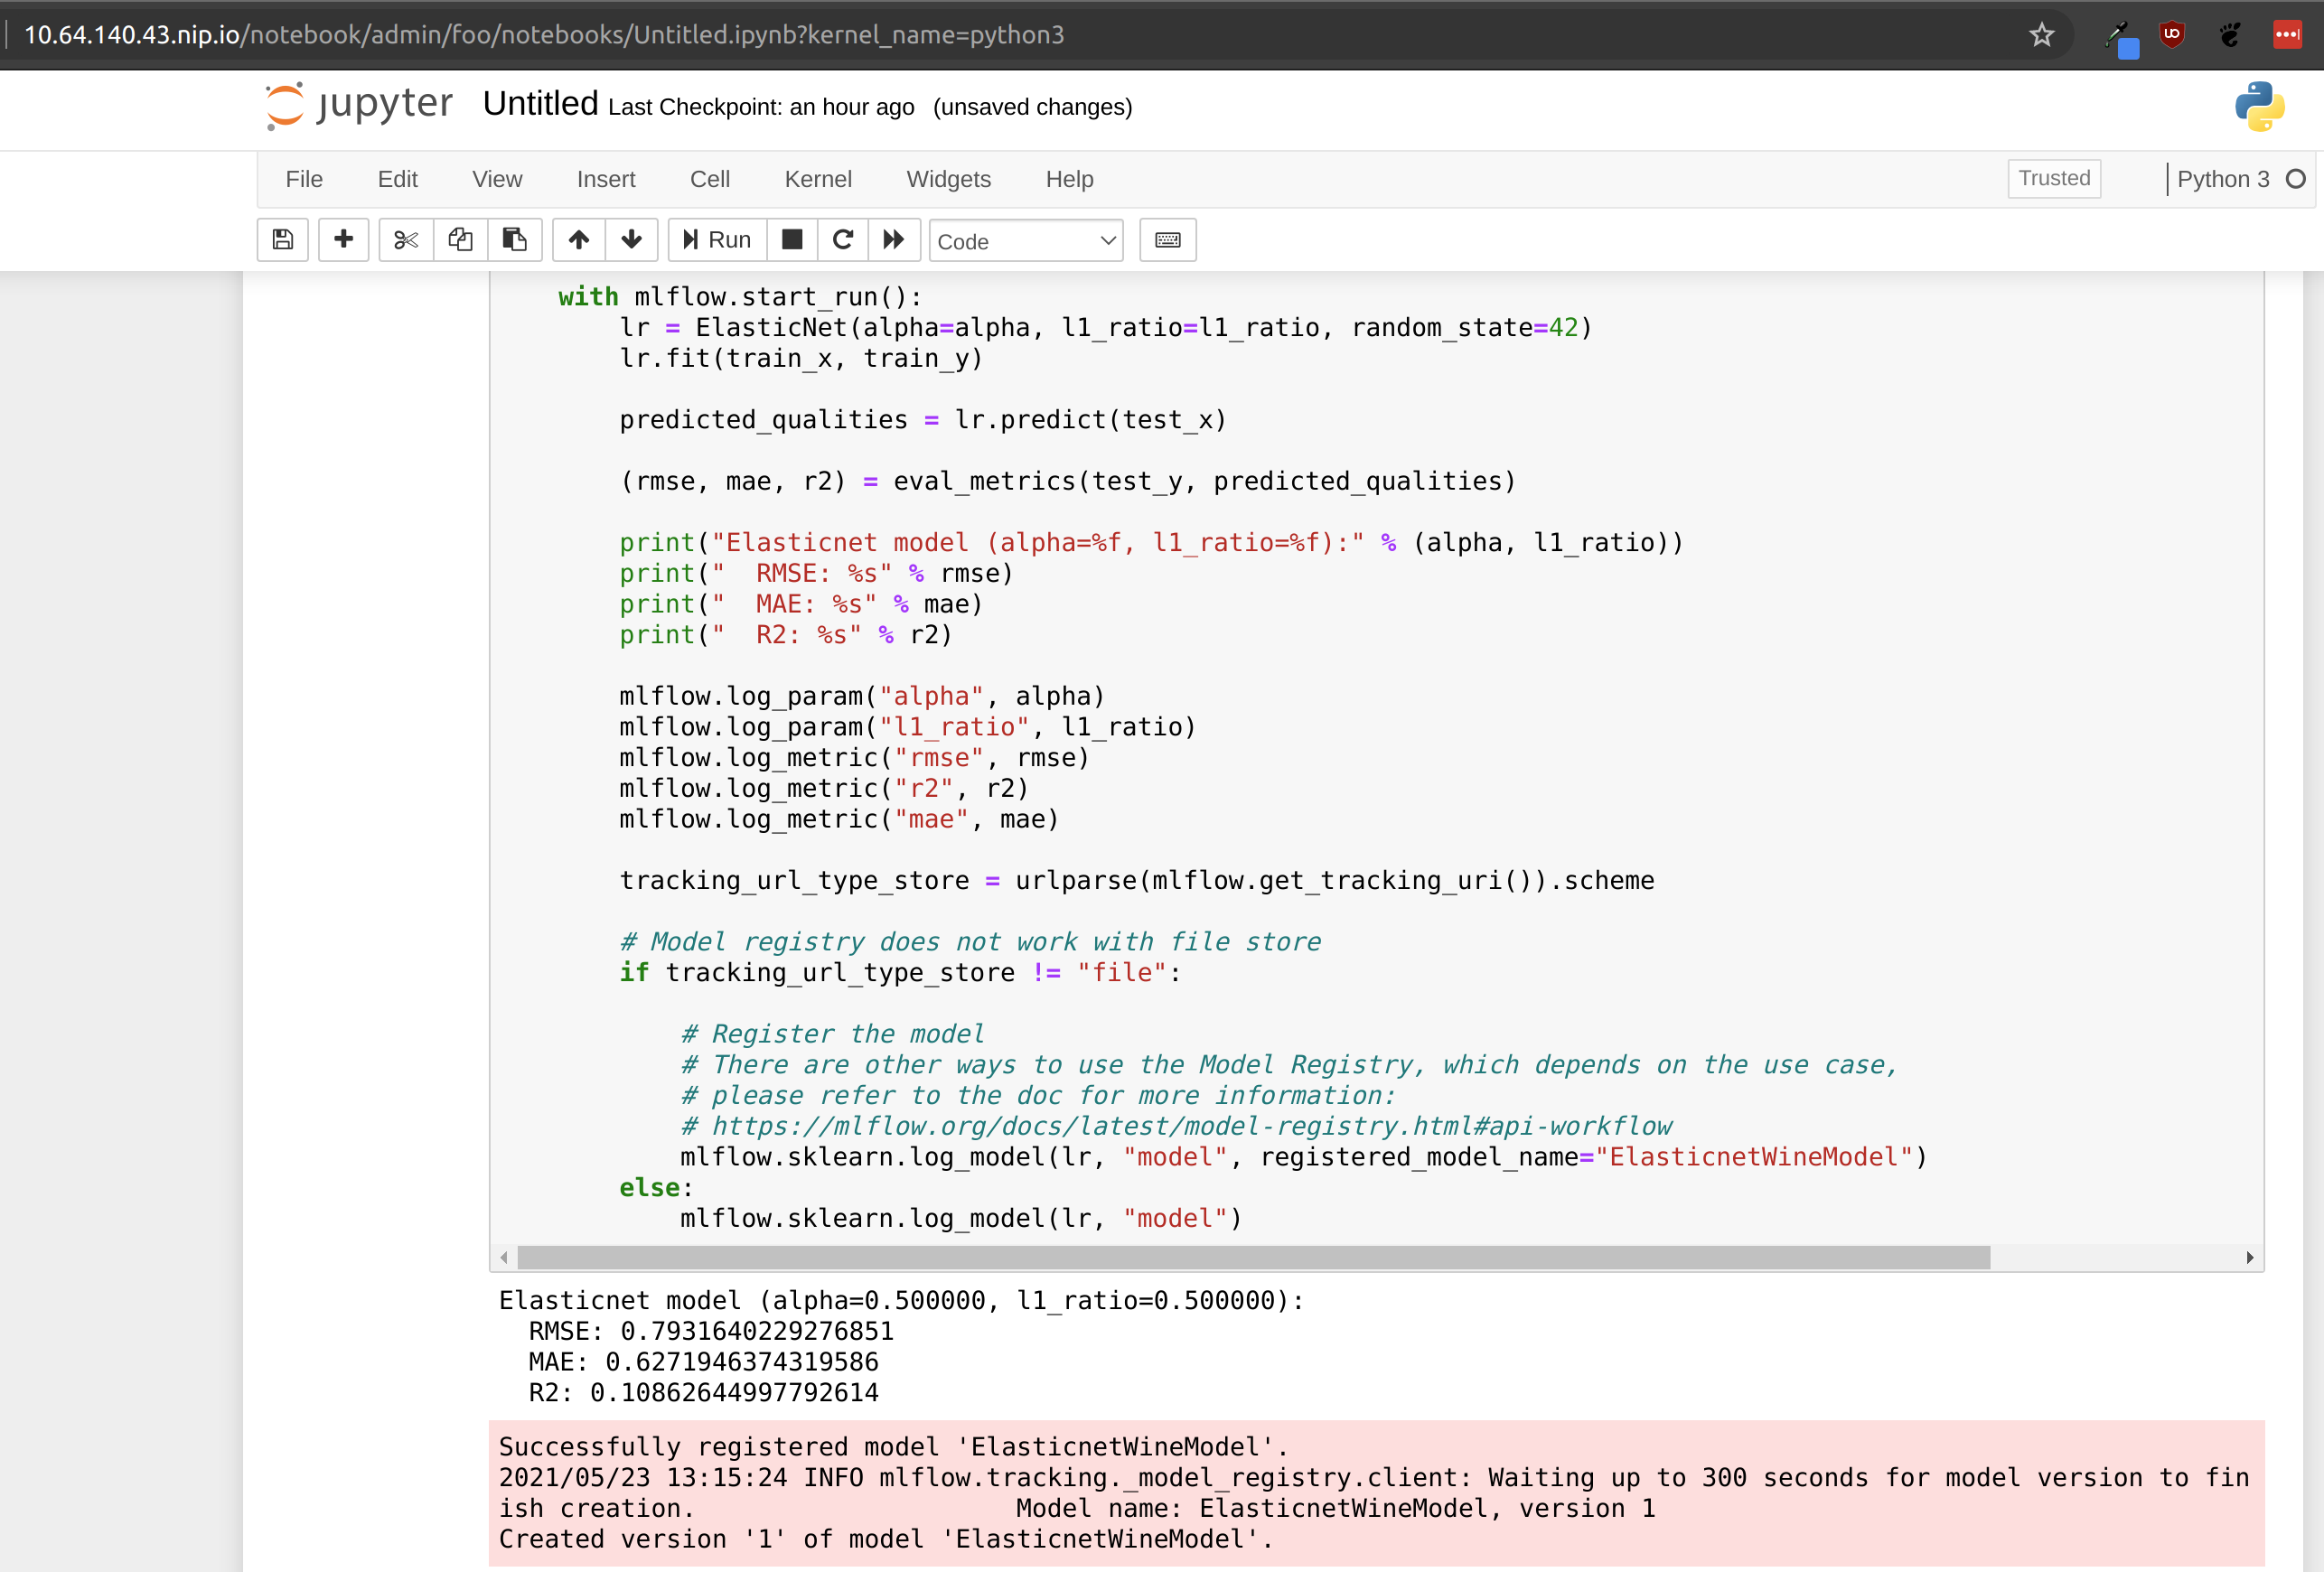 10.64.140.43.nip.io/notebook/admin/foo/notebooks/Untitled.ipynb?kernel_name=python3
jupyter Untitled Last Checkpoint: an hour ago (unsaved changes)
File Edit View Insert Cell Kernel Widgets Help Trusted Python 3
Run Code
with mlflow.start_run():
    lr = ElasticNet(alpha=alpha, l1_ratio=l1_ratio, random_state=42)
    lr.fit(train_x, train_y)
    predicted_qualities = lr.predict(test_x)
    (rmse, mae, r2) = eval_metrics(test_y, predicted_qualities)
    print("Elasticnet model (alpha=%f, l1_ratio=%f):" % (alpha, l1_ratio))
    print("  RMSE: %s" % rmse)
    print("  MAE: %s" % mae)
    print("  R2: %s" % r2)
    mlflow.log_param("alpha", alpha)
    mlflow.log_param("l1_ratio", l1_ratio)
    mlflow.log_metric("rmse", rmse)
    mlflow.log_metric("r2", r2)
    mlflow.log_metric("mae", mae)
    tracking_url_type_store = urlparse(mlflow.get_tracking_uri()).scheme
    # Model registry does not work with file store
    if tracking_url_type_store != "file":
        # Register the model
        # There are other ways to use the Model Registry, which depends on the use case,
        # please refer to the doc for more information:
        # https://mlflow.org/docs/latest/model-registry.html#api-workflow
        mlflow.sklearn.log_model(lr, "model", registered_model_name="ElasticnetWineModel")
    else:
        mlflow.sklearn.log_model(lr, "model")
Elasticnet model (alpha=0.500000, l1_ratio=0.500000):
  RMSE: 0.7931640229276851
  MAE: 0.6271946374319586
  R2: 0.10862644997792614
Successfully registered model 'ElasticnetWineModel'.
2021/05/23 13:15:24 INFO mlflow.tracking._model_registry.client: Waiting up to 300 seconds for model version to fin
ish creation.                     Model name: ElasticnetWineModel, version 1
Created version '1' of model 'ElasticnetWineModel'.